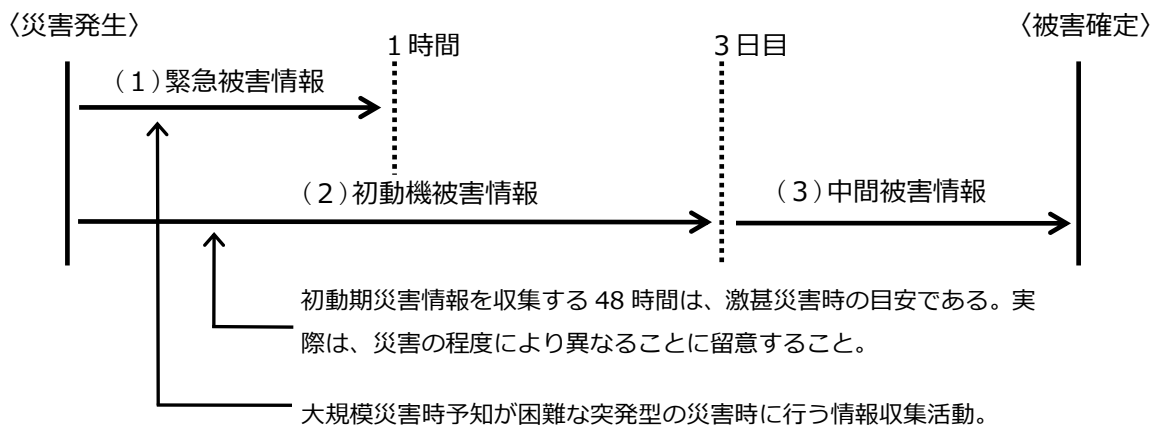 〈災害発生〉
〈被害確定〉
1時間
3日目
（1）緊急被害情報
（2）初動機被害情報
（3）中間被害情報
初動期災害情報を収集する 48 時間は、激甚災害時の目安である。実
際は、災害の程度により異なることに留意すること。
大規模災害時予知が困難な突発型の災害時に行う情報収集活動。